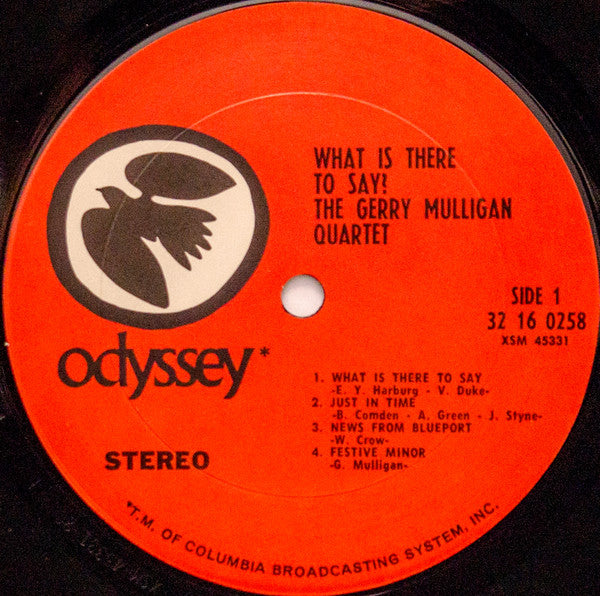 WHAT IS THERE
TO SAY?
THE GERRY MULLIGAN
QUARTET
SIDE 1
32 16 0258
XSM 45331
odyssey*
1. WHAT IS THERE TO SAY
-E. Y. Harburg - V. Duke-
2. JUST IN TIME
-B. Comden - A. Green - J. Styne-
3. NEWS FROM BLUEPORT
-W. Crow-
4. FESTIVE MINOR
-G. Mulligan-
STEREO
*T.M. OF COLUMBIA BROADCASTING SYSTEM, INC.